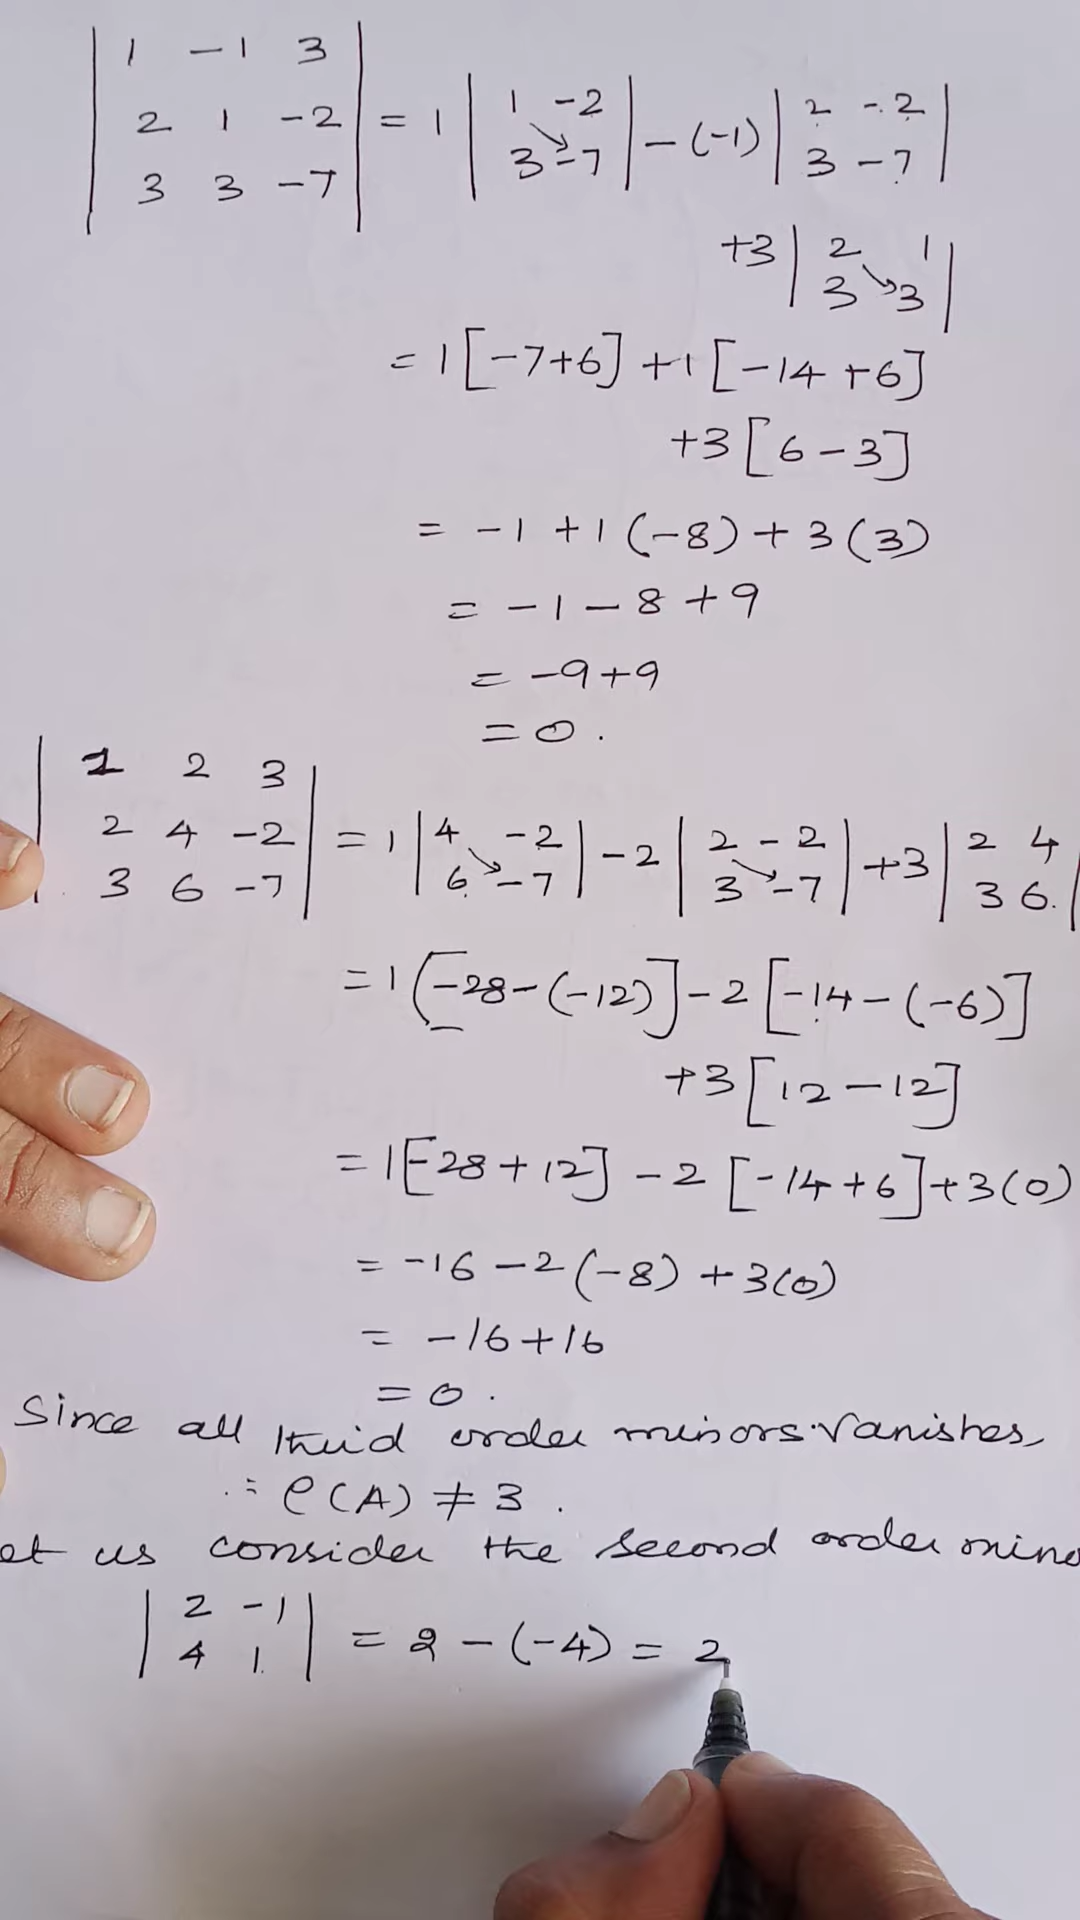 | 1 -1 3 |
| 2 1 -2 | = 1 | 1 -2 | - (-1) | 2 -2 |
| 3 3 -7 | | 3 -7 | | 3 -7 |
+3 | 2 1 |
| 3 3 |
= 1 [-7+6] +1 [-14 +6]
+3 [6-3]
= -1 +1 (-8) + 3 (3)
= -1 - 8 + 9
= -9+9
= 0 .
| 1 2 3 |
| 2 4 -2 | = 1 | 4 -2 | -2 | 2 -2 | +3 | 2 4 |
| 3 6 -7 | | 6 -7 | | 3 -7 | | 3 6. |
= 1 [-28-(-12)] - 2 [-14-(-6)]
+3 [12-12]
= 1 [-28 + 12] - 2 [-14+6] +3(0)
= -16 -2 (-8) + 3(0)
= -16+16
= 0 .
Since all third order minors vanishes
∴ ρ(A) ≠ 3 .
et us consider the second order mino
| 2 -1 |
| 4 1. | = 2 - (-4) = 2